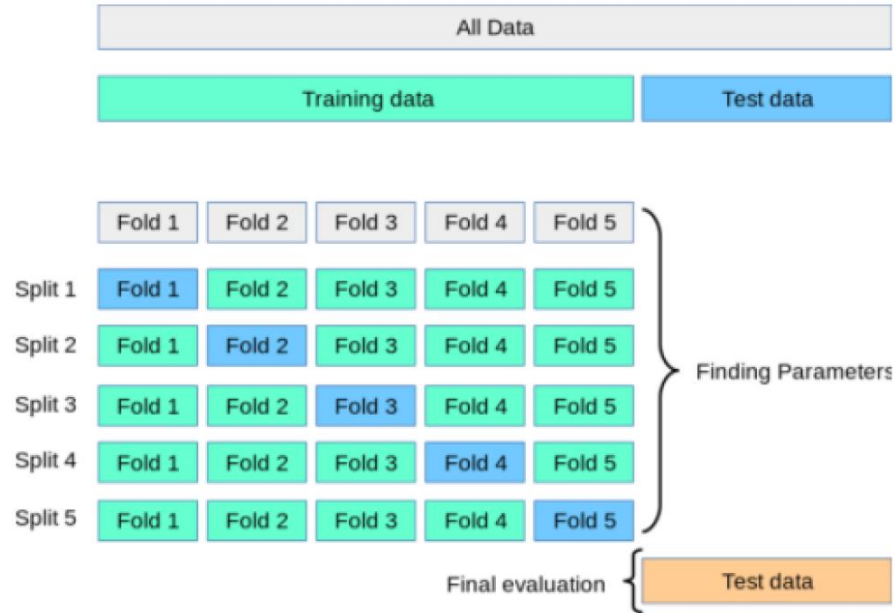 All Data
Training data Test data
Fold 1 Fold 2 Fold 3 Fold 4 Fold 5
Split 1 Fold 1 Fold 2 Fold 3 Fold 4 Fold 5
Split 2 Fold 1 Fold 2 Fold 3 Fold 4 Fold 5
Finding Parameters
Split 3 Fold 1 Fold 2 Fold 3 Fold 4 Fold 5
Split 4 Fold 1 Fold 2 Fold 3 Fold 4 Fold 5
Split 5 Fold 1 Fold 2 Fold 3 Fold 4 Fold 5
Final evaluation Test data